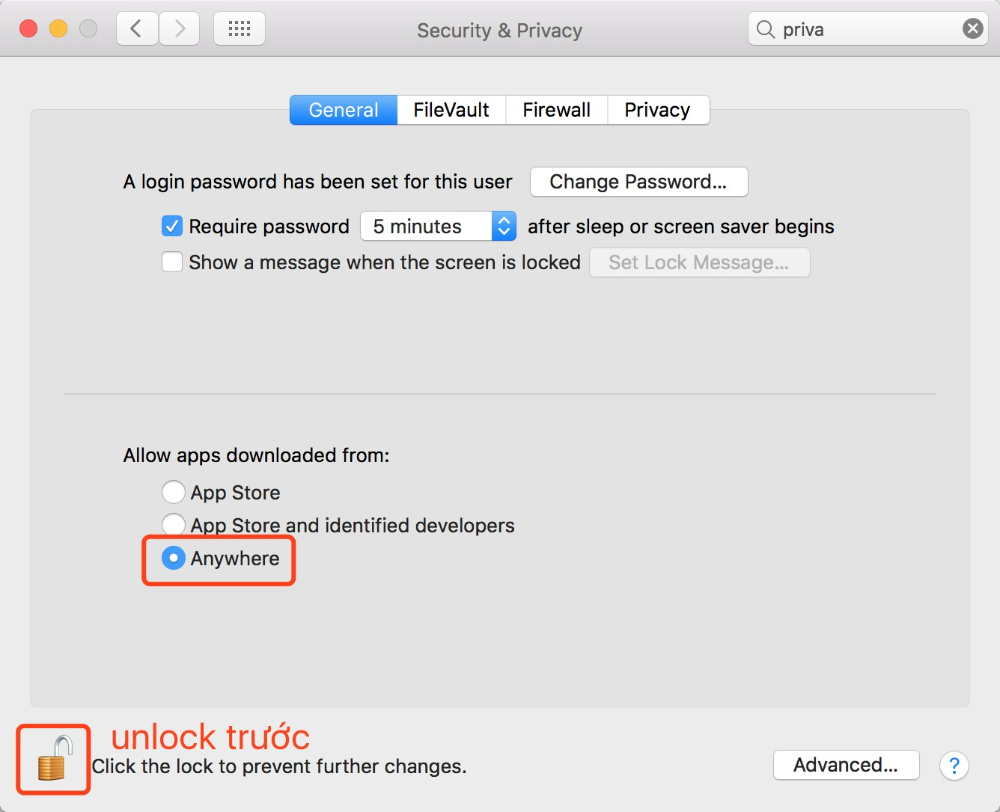 Security & Privacy
priva
General FileVault Firewall Privacy
A login password has been set for this user Change Password...
Require password 5 minutes after sleep or screen saver begins
Show a message when the screen is locked Set Lock Message...
Allow apps downloaded from:
App Store
App Store and identified developers
Anywhere
unlock trước
Click the lock to prevent further changes.
Advanced... ?